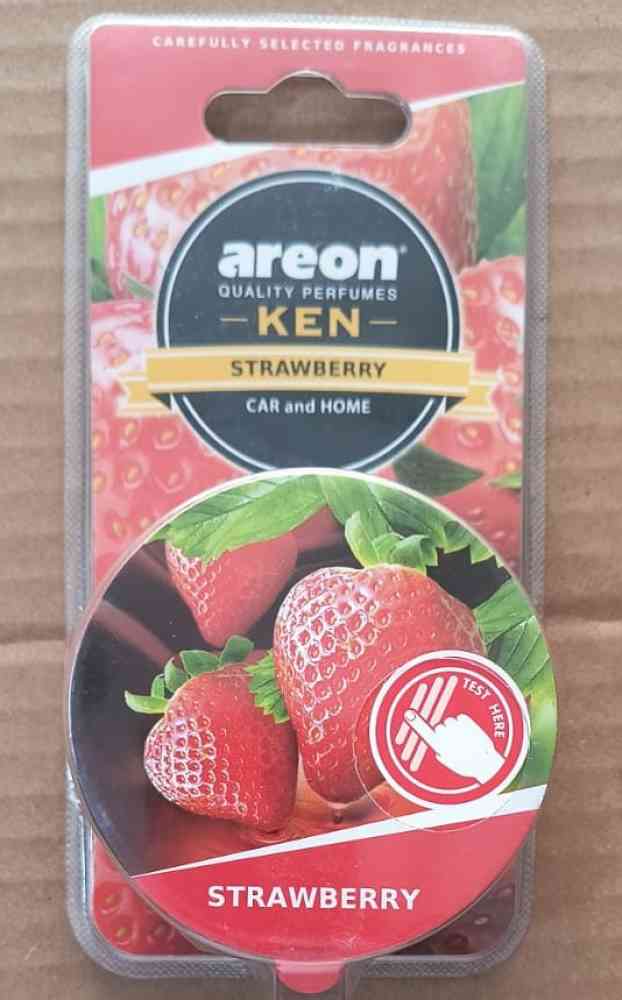 CAREFULLY SELECTED FRAGRANCES
areon®
QUALITY PERFUMES
KEN
STRAWBERRY
CAR and HOME
TEST HERE
STRAWBERRY